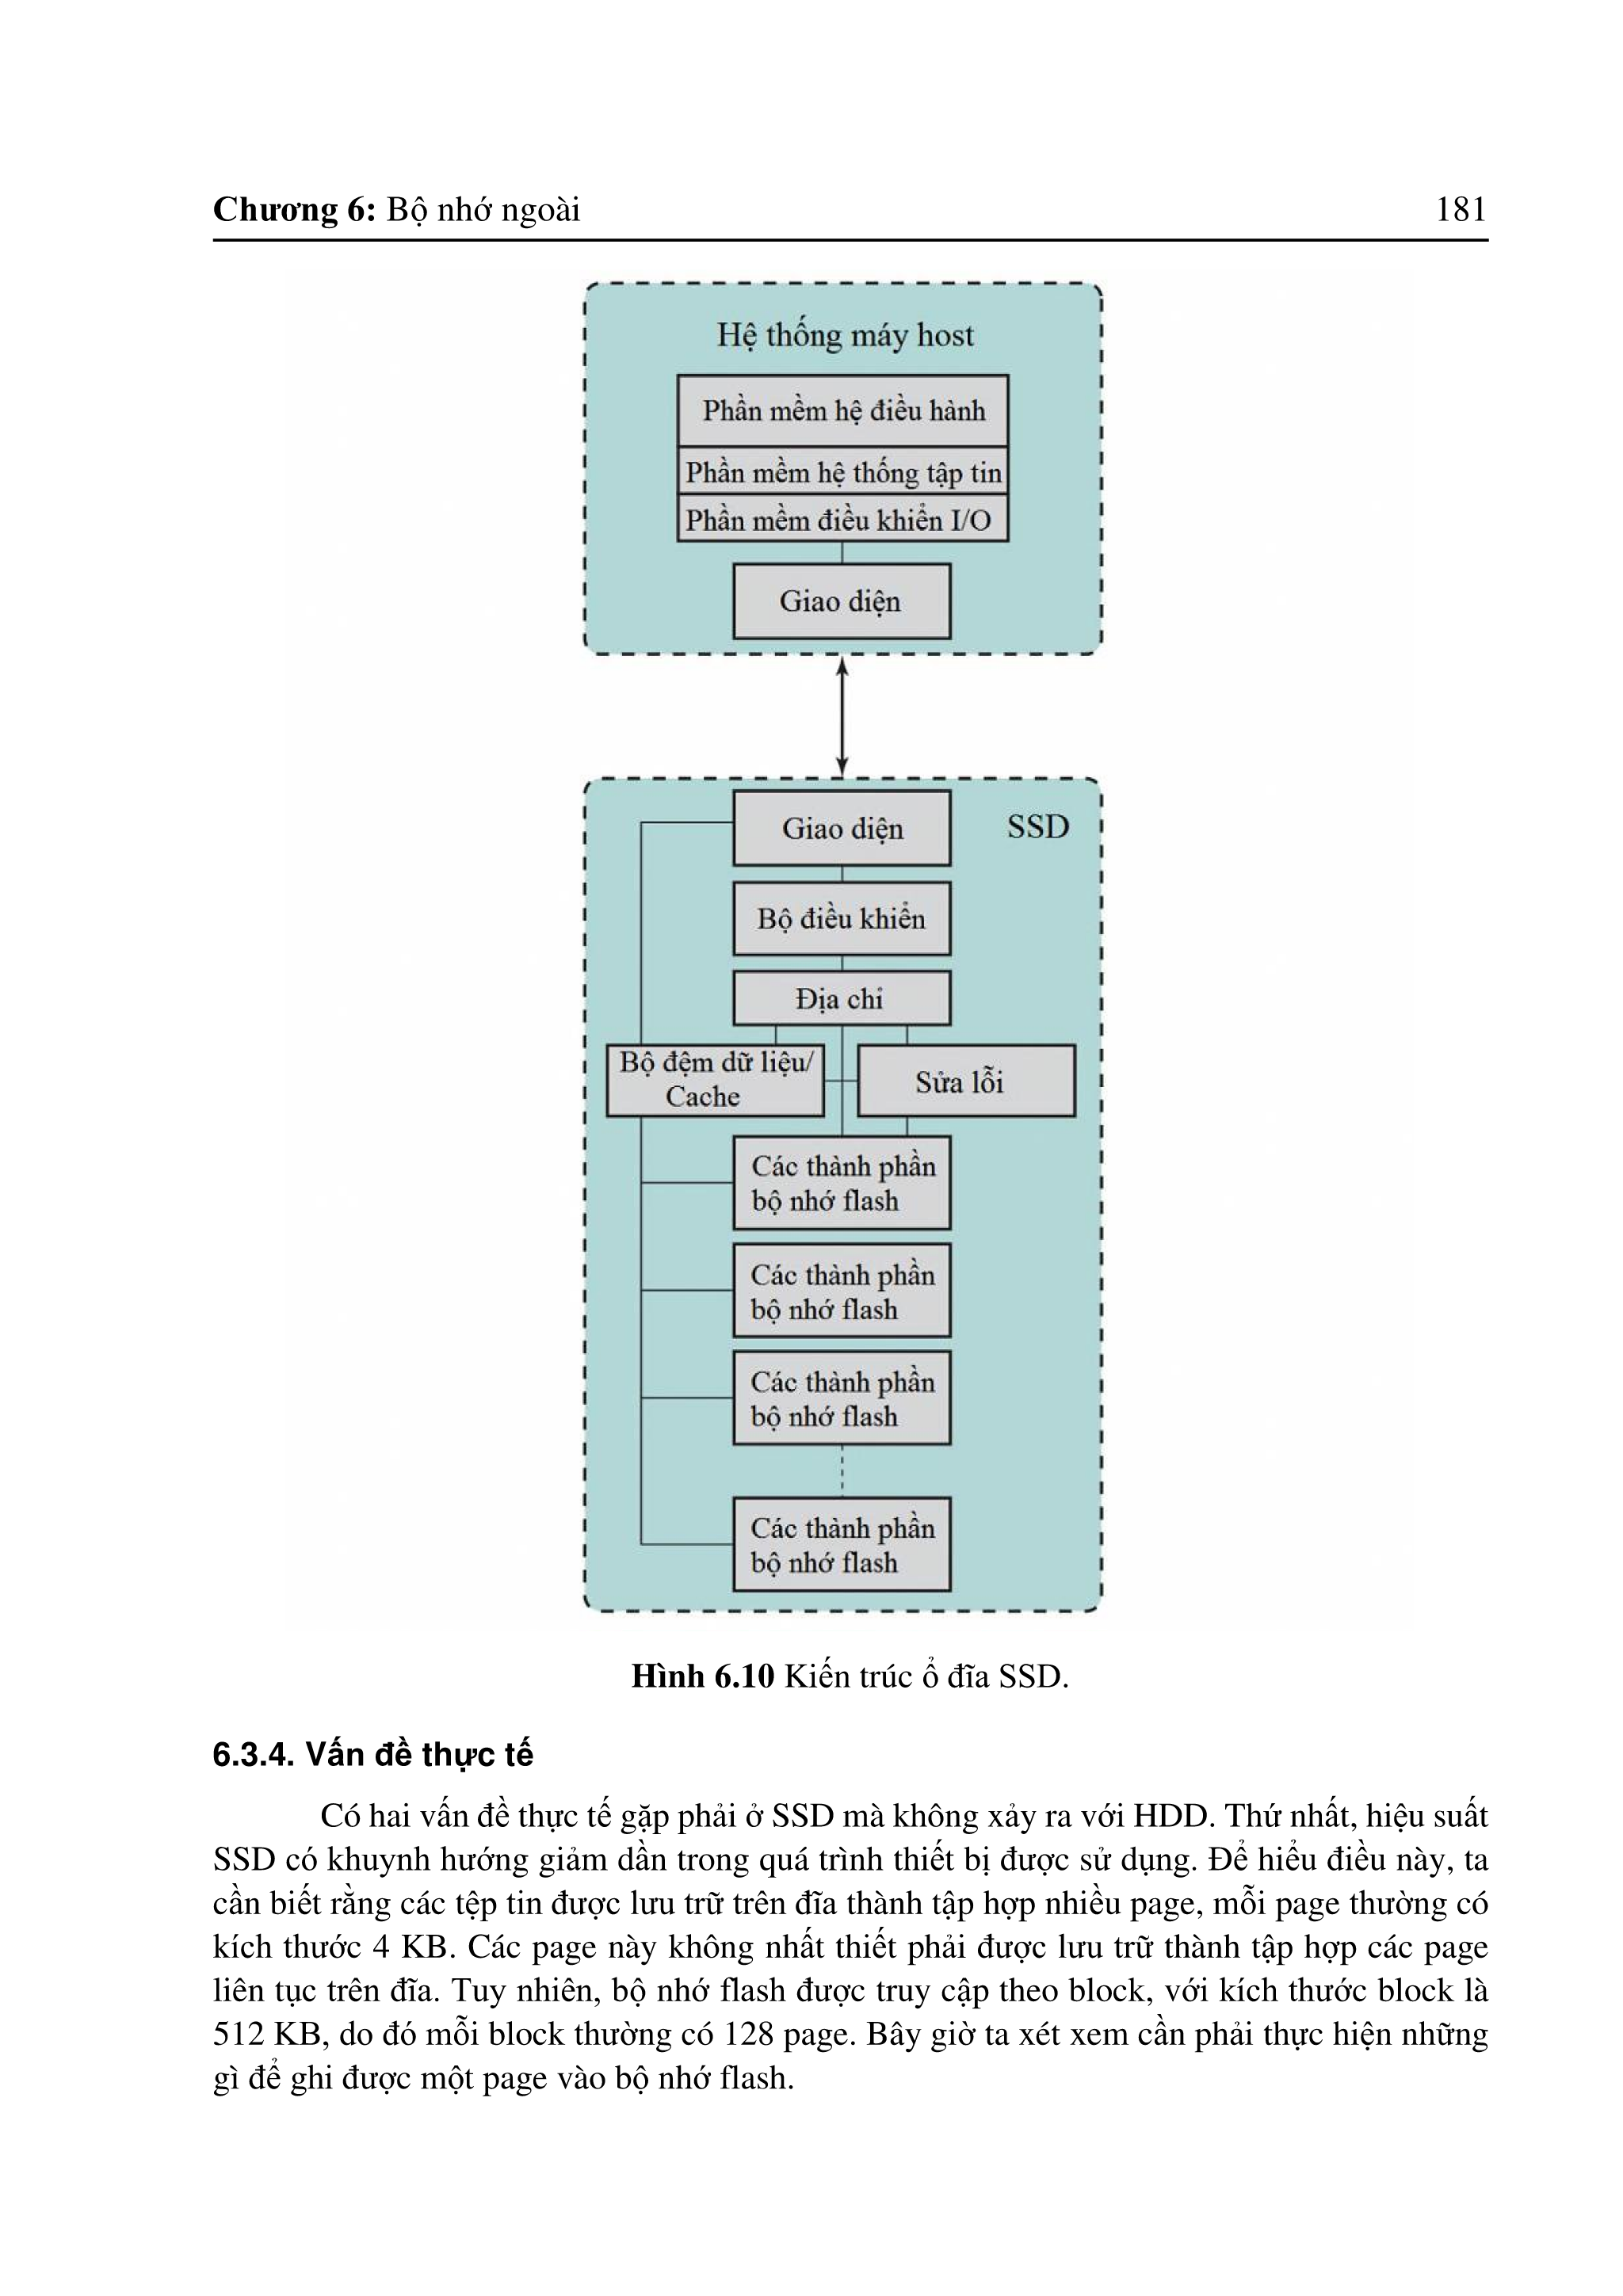 Chương 6: Bộ nhớ ngoài 181
Hệ thống máy host
Phần mềm hệ điều hành
Phần mềm hệ thống tập tin
Phần mềm điều khiển I/O
Giao diện
Giao diện
SSD
Bộ điều khiển
Địa chỉ
Bộ đệm dữ liệu/
Cache
Sửa lỗi
Các thành phần
bộ nhớ flash
Các thành phần
bộ nhớ flash
Các thành phần
bộ nhớ flash
Các thành phần
bộ nhớ flash
Hình 6.10 Kiến trúc ổ đĩa SSD.
6.3.4. Vấn đề thực tế
Có hai vấn đề thực tế gặp phải ở SSD mà không xảy ra với HDD. Thứ nhất, hiệu suất
SSD có khuynh hướng giảm dần trong quá trình thiết bị được sử dụng. Để hiểu điều này, ta
cần biết rằng các tệp tin được lưu trữ trên đĩa thành tập hợp nhiều page, mỗi page thường có
kích thước 4 KB. Các page này không nhất thiết phải được lưu trữ thành tập hợp các page
liên tục trên đĩa. Tuy nhiên, bộ nhớ flash được truy cập theo block, với kích thước block là
512 KB, do đó mỗi block thường có 128 page. Bây giờ ta xét xem cần phải thực hiện những
gì để ghi được một page vào bộ nhớ flash.